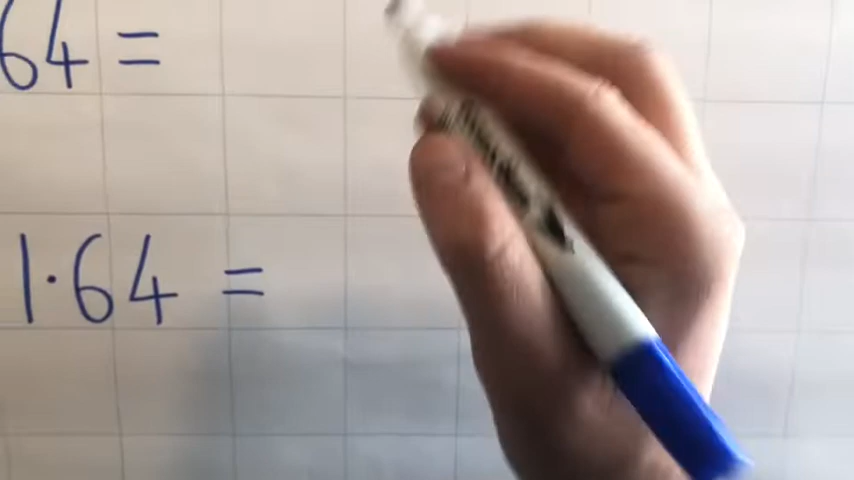 64 =
1.64 =